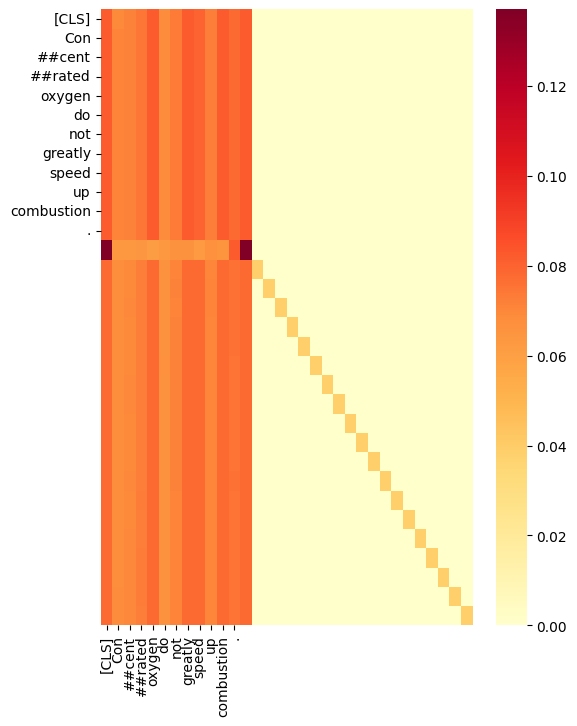 [CLS]
Con
##cent
##rated
oxygen
do
not
greatly
speed
up
combustion
.
0.12
0.10
0.08
0.06
0.04
0.02
0.00
[CLS]
Con
##cent
##rated
oxygen
do
not
greatly
speed
up
combustion
.